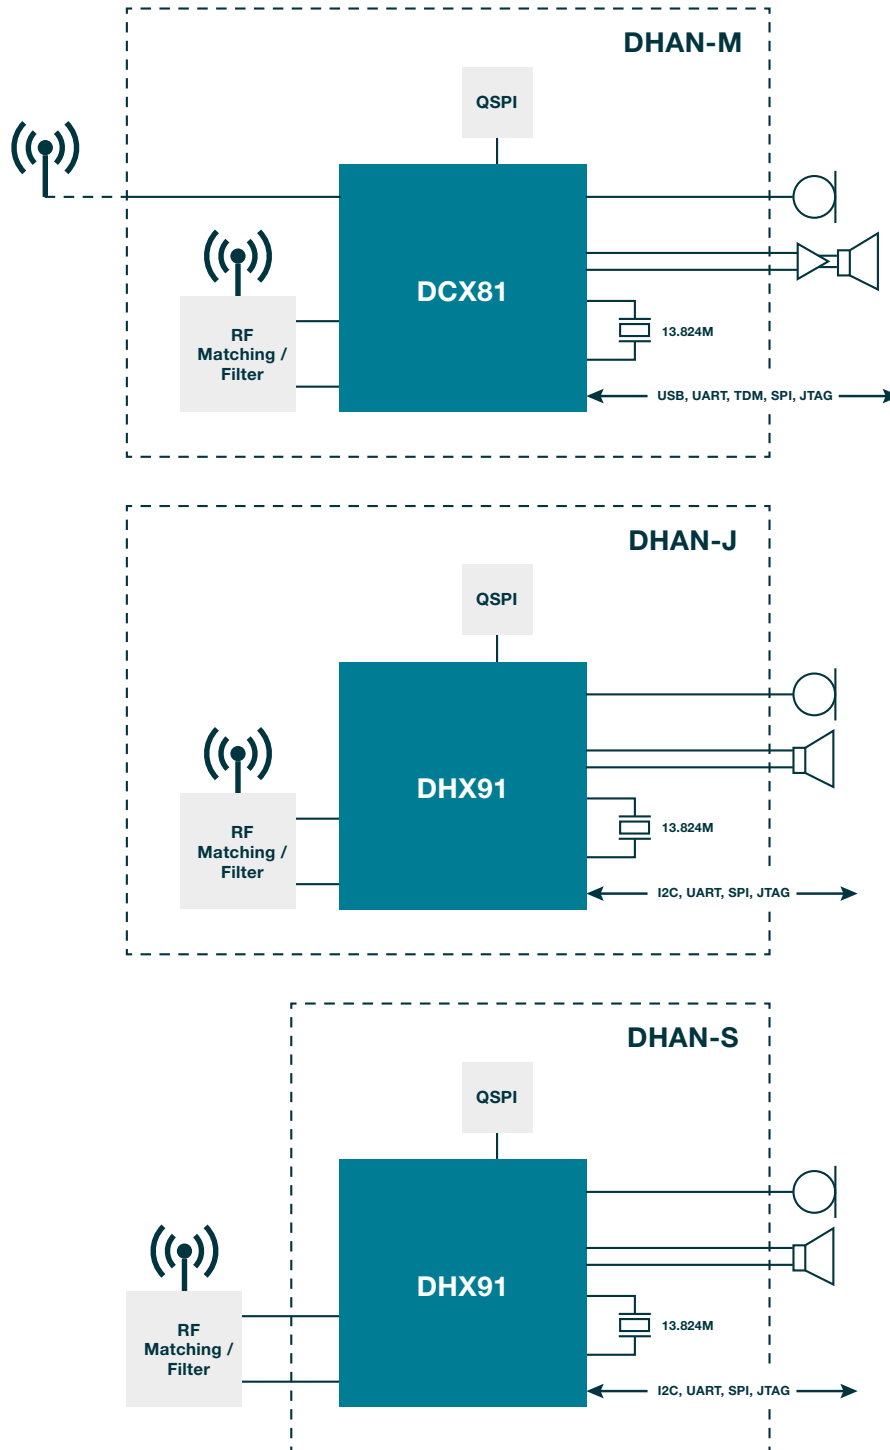 DHAN-M
QSPI
DCX81
RF
Matching /
Filter
13.824M
USB, UART, TDM, SPI, JTAG
DHAN-J
QSPI
DHX91
RF
Matching /
Filter
13.824M
I2C, UART, SPI, JTAG
DHAN-S
QSPI
DHX91
RF
Matching /
Filter
13.824M
I2C, UART, SPI, JTAG